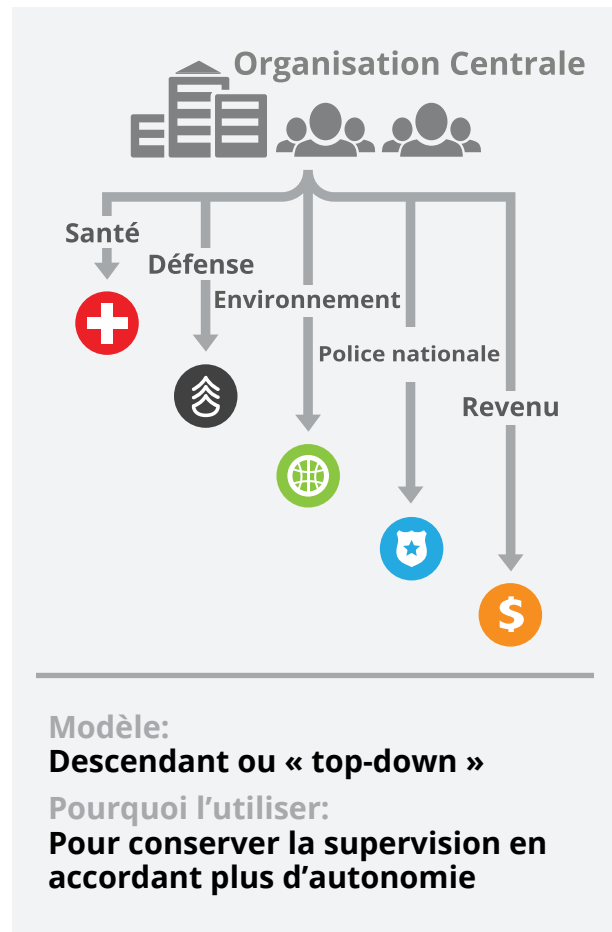 Organisation Centrale
Santé
Défense
Environnement
Police nationale
Revenu
$
Modèle:
Descendant ou « top-down »
Pourquoi l’utiliser:
Pour conserver la supervision en
accordant plus d’autonomie